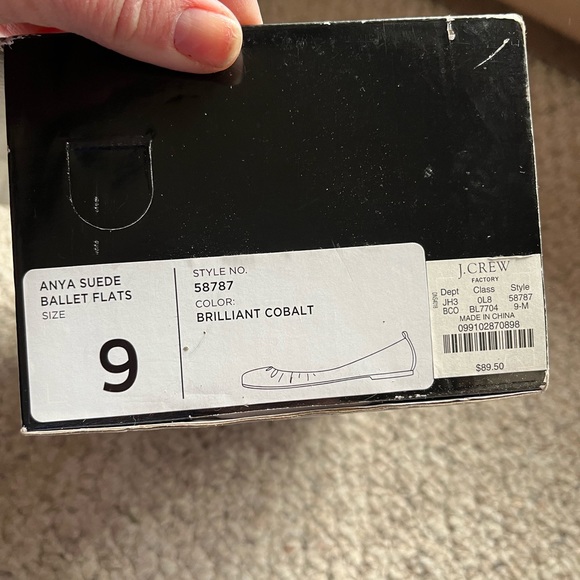 ANYA SUEDE
BALLET FLATS
SIZE
9
STYLE NO.
58787
COLOR:
BRILLIANT COBALT
J.CREW
FACTORY
Dept Class Style
JH3 0L8 58787
BCO BL7704 9-M
MADE IN CHINA
099102870898
$89.50